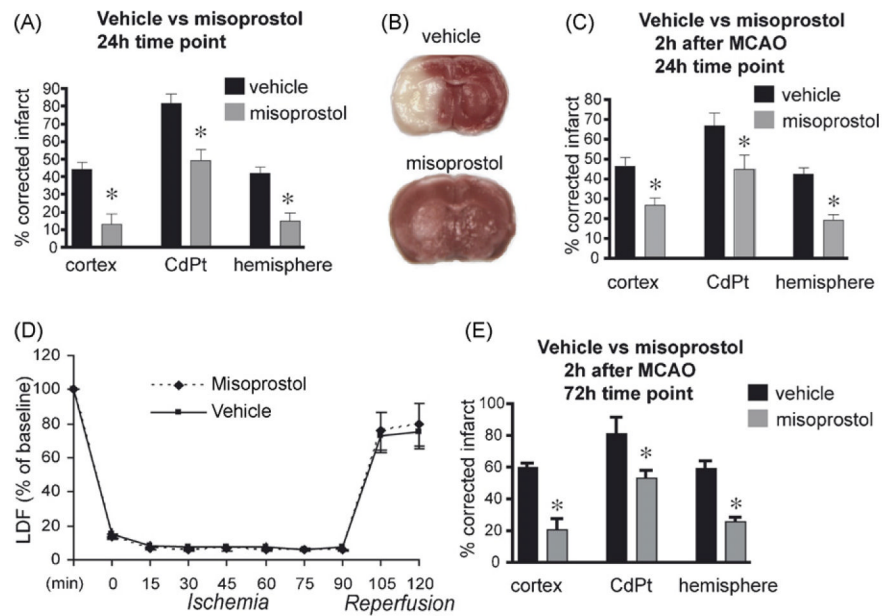 (A)
Vehicle vs misoprostol
24h time point
% corrected infarct
90
80
70
60
50
40
30
20
10
0
vehicle
misoprostol
*
*
*
cortex CdPt hemisphere
(B)
vehicle
misoprostol
(C)
Vehicle vs misoprostol
2h after MCAO
24h time point
% corrected infarct
80
70
60
50
40
30
20
10
0
vehicle
misoprostol
*
*
*
cortex CdPt hemisphere
(D)
LDF (% of baseline)
120
100
80
60
40
20
0
Misoprostol
Vehicle
(min) 0 15 30 45 60 75 90 105 120
Ischemia Reperfusion
(E)
Vehicle vs misoprostol
2h after MCAO
72h time point
% corrected infarct
100
80
60
40
20
0
vehicle
misoprostol
*
*
*
cortex CdPt hemisphere